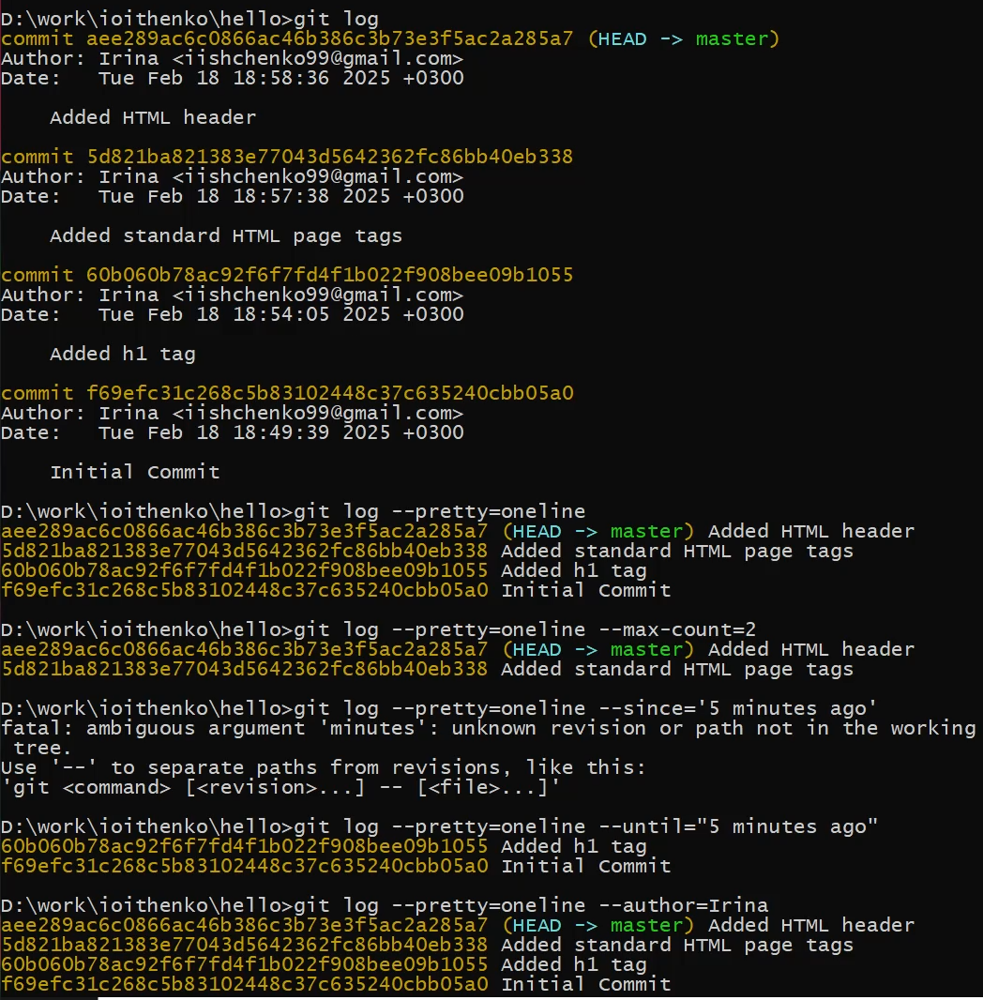 D:\work\ioithenko\hello>git log
commit aee289ac6c0866ac46b386c3b73e3f5ac2a285a7 (HEAD -> master)
Author: Irina <iishchenko99@gmail.com>
Date:   Tue Feb 18 18:58:36 2025 +0300

    Added HTML header

commit 5d821ba821383e77043d5642362fc86bb40eb338
Author: Irina <iishchenko99@gmail.com>
Date:   Tue Feb 18 18:57:38 2025 +0300

    Added standard HTML page tags

commit 60b060b78ac92f6f7fd4f1b022f908bee09b1055
Author: Irina <iishchenko99@gmail.com>
Date:   Tue Feb 18 18:54:05 2025 +0300

    Added h1 tag

commit f69efc31c268c5b83102448c37c635240cbb05a0
Author: Irina <iishchenko99@gmail.com>
Date:   Tue Feb 18 18:49:39 2025 +0300

    Initial Commit

D:\work\ioithenko\hello>git log --pretty=oneline
aee289ac6c0866ac46b386c3b73e3f5ac2a285a7 (HEAD -> master) Added HTML header
5d821ba821383e77043d5642362fc86bb40eb338 Added standard HTML page tags
60b060b78ac92f6f7fd4f1b022f908bee09b1055 Added h1 tag
f69efc31c268c5b83102448c37c635240cbb05a0 Initial Commit

D:\work\ioithenko\hello>git log --pretty=oneline --max-count=2
aee289ac6c0866ac46b386c3b73e3f5ac2a285a7 (HEAD -> master) Added HTML header
5d821ba821383e77043d5642362fc86bb40eb338 Added standard HTML page tags

D:\work\ioithenko\hello>git log --pretty=oneline --since='5 minutes ago'
fatal: ambiguous argument 'minutes': unknown revision or path not in the working
 tree.
Use '--' to separate paths from revisions, like this:
'git <command> [<revision>...] -- [<file>...]'

D:\work\ioithenko\hello>git log --pretty=oneline --until="5 minutes ago"
60b060b78ac92f6f7fd4f1b022f908bee09b1055 Added h1 tag
f69efc31c268c5b83102448c37c635240cbb05a0 Initial Commit

D:\work\ioithenko\hello>git log --pretty=oneline --author=Irina
aee289ac6c0866ac46b386c3b73e3f5ac2a285a7 (HEAD -> master) Added HTML header
5d821ba821383e77043d5642362fc86bb40eb338 Added standard HTML page tags
60b060b78ac92f6f7fd4f1b022f908bee09b1055 Added h1 tag
f69efc31c268c5b83102448c37c635240cbb05a0 Initial Commit